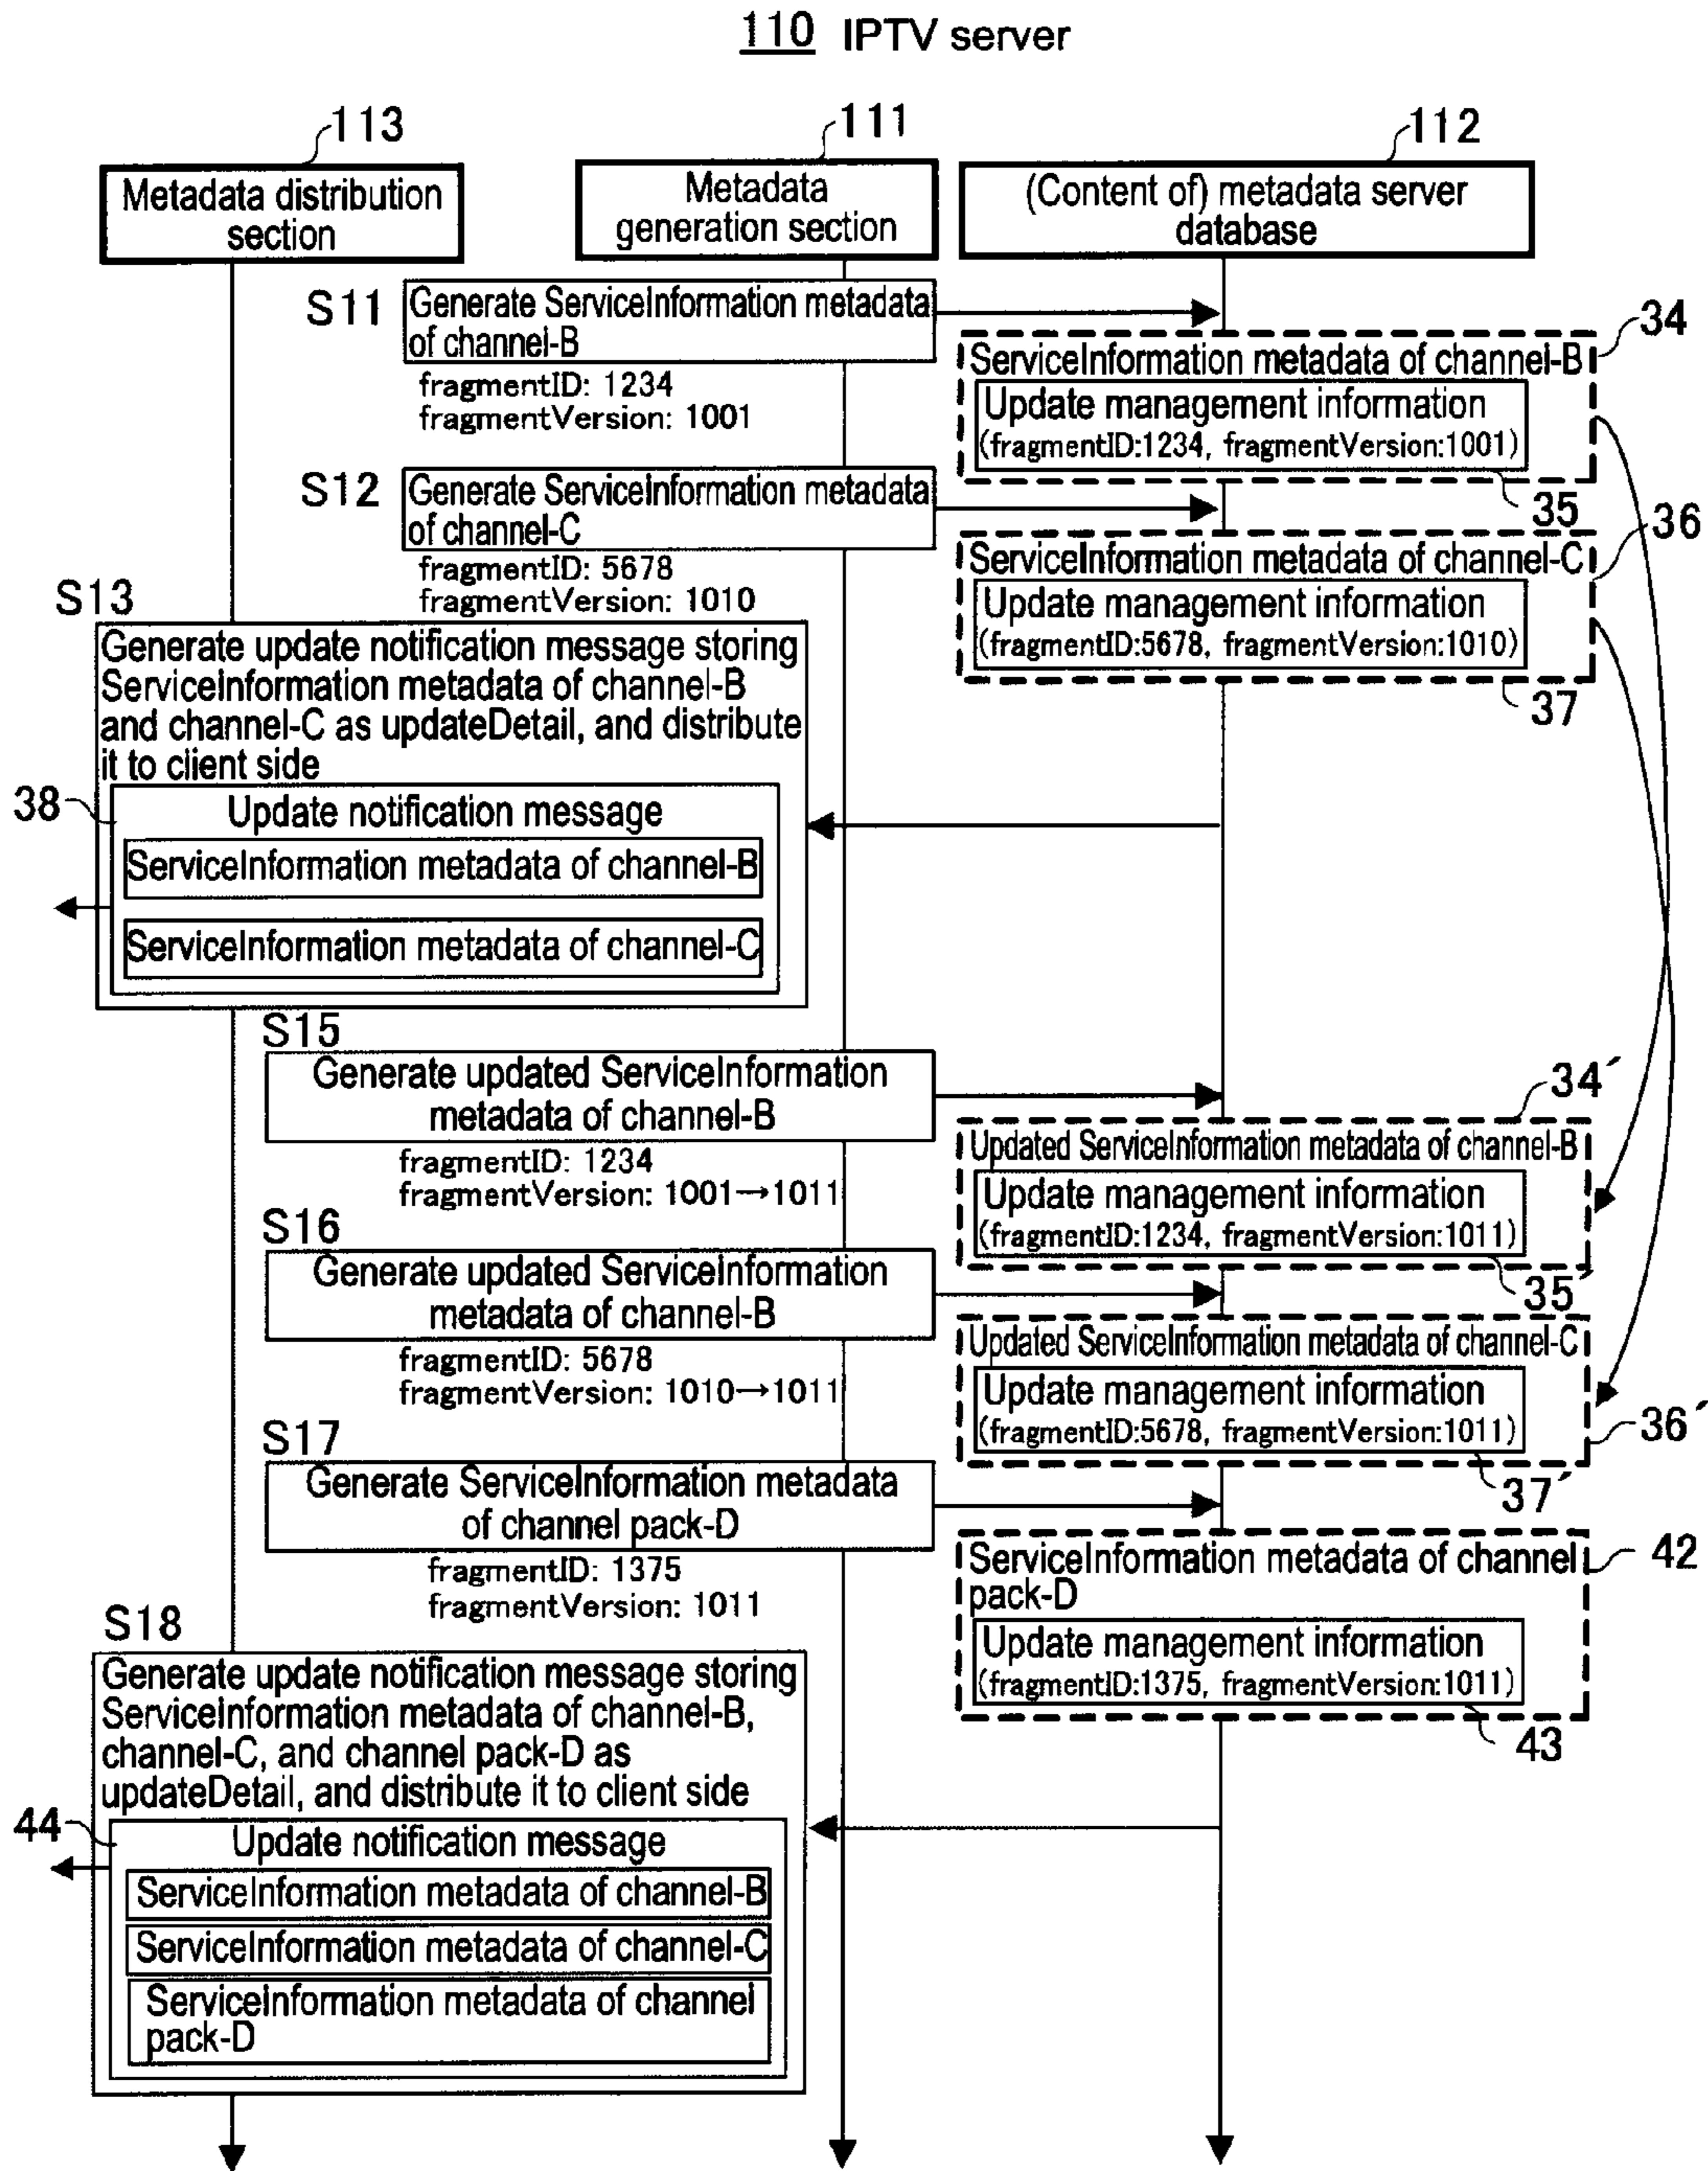 110 IPTV server
113
111
112
Metadata distribution
section
Metadata
generation section
(Content of) metadata server
database
S11
Generate ServiceInformation metadata
of channel-B
fragmentID: 1234
fragmentVersion: 1001
34
ServiceInformation metadata of channel-B
Update management information
(fragmentID:1234, fragmentVersion:1001)
35
S12
Generate ServiceInformation metadata
of channel-C
fragmentID: 5678
fragmentVersion: 1010
36
ServiceInformation metadata of channel-C
Update management information
(fragmentID:5678, fragmentVersion:1010)
37
S13
Generate update notification message storing
ServiceInformation metadata of channel-B
and channel-C as updateDetail, and distribute
it to client side
38
Update notification message
ServiceInformation metadata of channel-B
ServiceInformation metadata of channel-C
S15
Generate updated ServiceInformation
metadata of channel-B
fragmentID: 1234
fragmentVersion: 1001→1011
34´
Updated ServiceInformation metadata of channel-B
Update management information
(fragmentID:1234, fragmentVersion:1011)
35´
S16
Generate updated ServiceInformation
metadata of channel-B
fragmentID: 5678
fragmentVersion: 1010→1011
Updated ServiceInformation metadata of channel-C
Update management information
(fragmentID:5678, fragmentVersion:1011)
36´
37´
S17
Generate ServiceInformation metadata
of channel pack-D
fragmentID: 1375
fragmentVersion: 1011
ServiceInformation metadata of channel
pack-D
42
Update management information
(fragmentID:1375, fragmentVersion:1011)
43
S18
Generate update notification message storing
ServiceInformation metadata of channel-B,
channel-C, and channel pack-D as
updateDetail, and distribute it to client side
44
Update notification message
ServiceInformation metadata of channel-B
ServiceInformation metadata of channel-C
ServiceInformation metadata of channel
pack-D